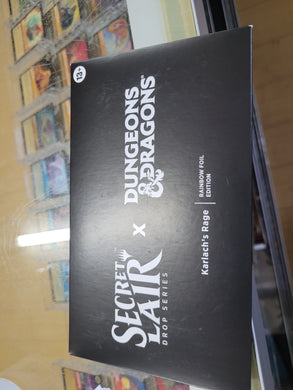 13+
SECRET
LAIR
DROP SERIES
X
DUNGEONS
& DRAGONS
Karlach's Rage
RAINBOW FOIL
EDITION